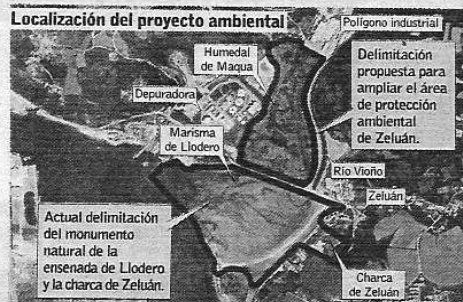 Localización del proyecto ambiental
Polígono industrial
Humedal
de Maqua
Depuradora
Delimitación
propuesta para
ampliar el área
de protección
ambiental
de Zeluán.
Marisma
de Llodero
Río Vioño
Zeluán
Actual delimitación
del monumento
natural de la
ensenada de Llodero
y la charca de Zeluán.
Charca
de Zeluán